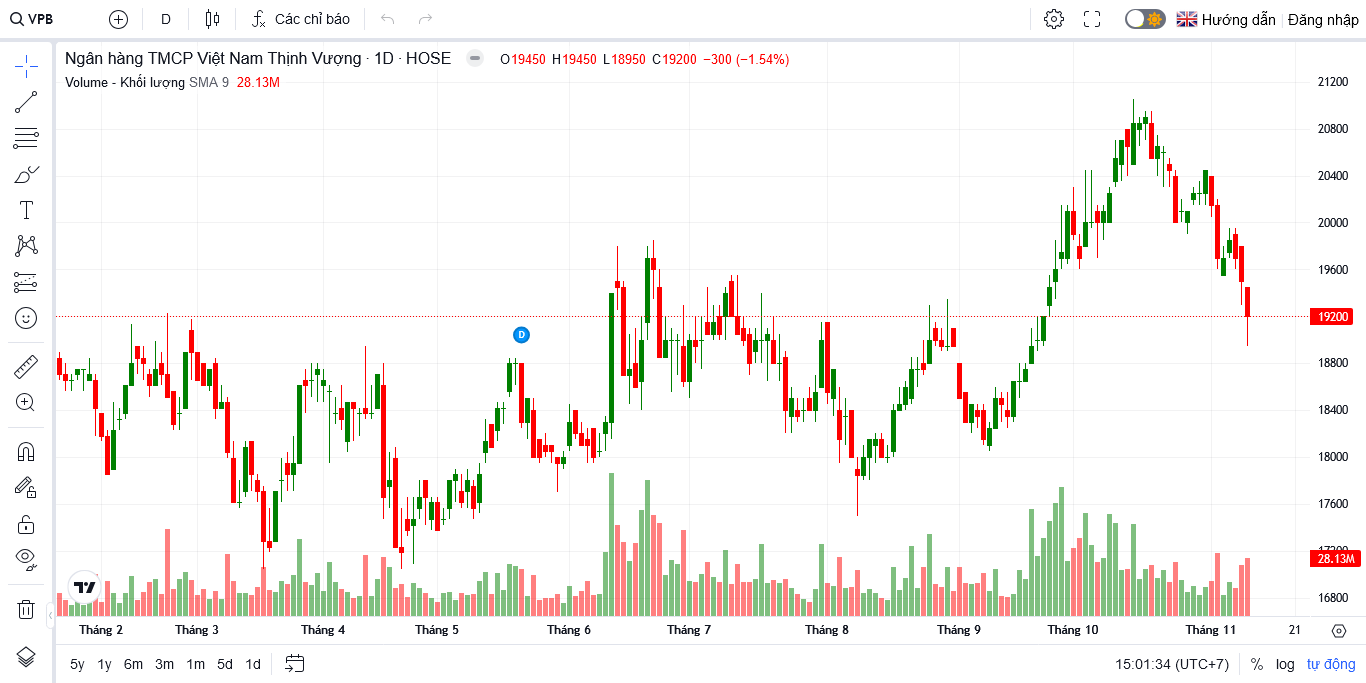 VPB D Các chỉ báo Hướng dẫn Đăng nhập
Ngân hàng TMCP Việt Nam Thịnh Vượng · 1D · HOSE O19450 H19450 L18950 C19200 −300 (−1.54%)
Volume - Khối lượng SMA 9 28.13M
21200
20800
20400
20000
19600
19200
D
18800
18400
18000
17600
17200
28.13M
16800
Tháng 2 Tháng 3 Tháng 4 Tháng 5 Tháng 6 Tháng 7 Tháng 8 Tháng 9 Tháng 10 Tháng 11 21
5y 1y 6m 3m 1m 5d 1d 15:01:34 (UTC+7) % log tự động